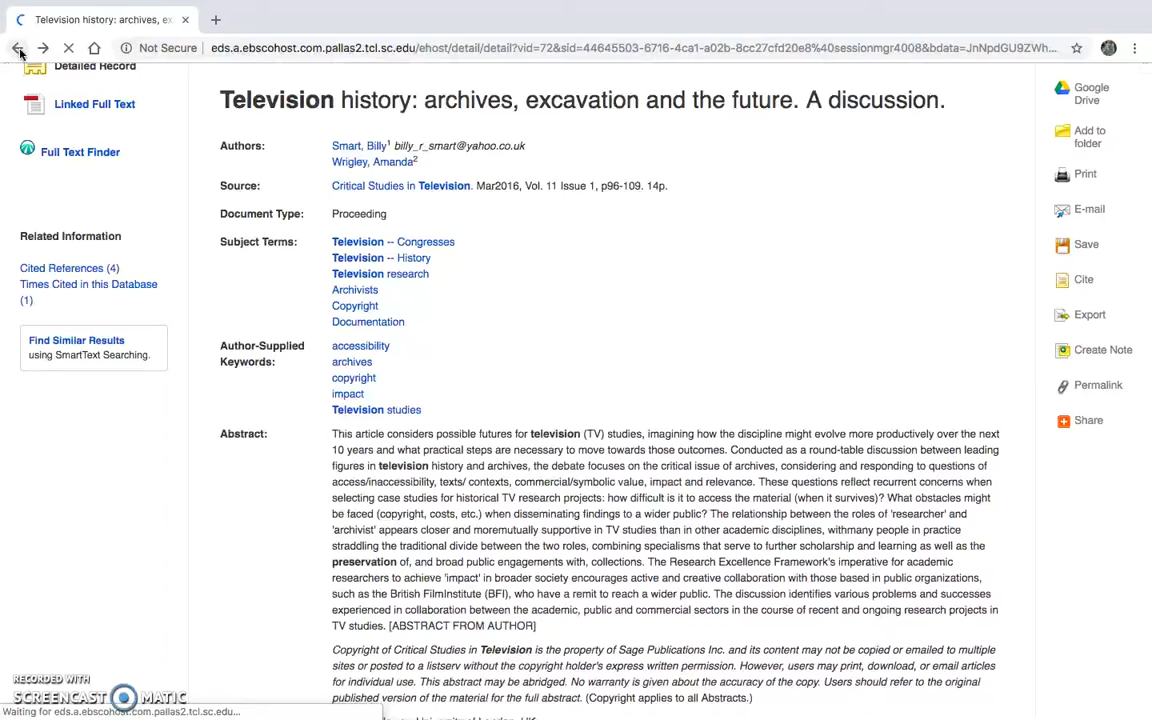 Television history: archives, ex
Not Secure
eds.a.ebscohost.com.pallas2.tcl.sc.edu/ehost/detail/detail?vid=72&sid=44645503-6716-4ca1-a02b-8cc27cfd20e8%40sessionmgr4008&bdata=JnNpdGU9ZWh...
Detailed Record
Linked Full Text
Full Text Finder
Related Information
Cited References (4)
Times Cited in this Database
(1)
Find Similar Results
using SmartText Searching.
Television history: archives, excavation and the future. A discussion.
Authors:
Smart, Billy1 billy_r_smart@yahoo.co.uk
Wrigley, Amanda2
Source:
Critical Studies in Television. Mar2016, Vol. 11 Issue 1, p96-109. 14p.
Document Type:
Proceeding
Subject Terms:
Television -- Congresses
Television -- History
Television research
Archivists
Copyright
Documentation
Author-Supplied
Keywords:
accessibility
archives
copyright
impact
Television studies
Abstract:
This article considers possible futures for television (TV) studies, imagining how the discipline might evolve more productively over the next
10 years and what practical steps are necessary to move towards those outcomes. Conducted as a round-table discussion between leading
figures in television history and archives, the debate focuses on the critical issue of archives, considering and responding to questions of
access/inaccessibility, texts/ contexts, commercial/symbolic value, impact and relevance. These questions reflect recurrent concerns when
selecting case studies for historical TV research projects: how difficult is it to access the material (when it survives)? What obstacles might
be faced (copyright, costs, etc.) when disseminating findings to a wider public? The relationship between the roles of 'researcher' and
'archivist' appears closer and moremutually supportive in TV studies than in other academic disciplines, withmany people in practice
straddling the traditional divide between the two roles, combining specialisms that serve to further scholarship and learning as well as the
preservation of, and broad public engagements with, collections. The Research Excellence Framework's imperative for academic
researchers to achieve 'impact' in broader society encourages active and creative collaboration with those based in public organizations,
such as the British FilmInstitute (BFI), who have a remit to reach a wider public. The discussion identifies various problems and successes
experienced in collaboration between the academic, public and commercial sectors in the course of recent and ongoing research projects in
TV studies. [ABSTRACT FROM AUTHOR]
Copyright of Critical Studies in Television is the property of Sage Publications Inc. and its content may not be copied or emailed to multiple
sites or posted to a listserv without the copyright holder's express written permission. However, users may print, download, or email articles
for individual use. This abstract may be abridged. No warranty is given about the accuracy of the copy. Users should refer to the original
published version of the material for the full abstract. (Copyright applies to all Abstracts.)
Google
Drive
Add to
folder
Print
E-mail
Save
Cite
Export
Create Note
Permalink
Share
RECORDED WITH
SCREENCAST MATIC
Waiting for eds.a.ebscohost.com.pallas2.tcl.sc.edu...